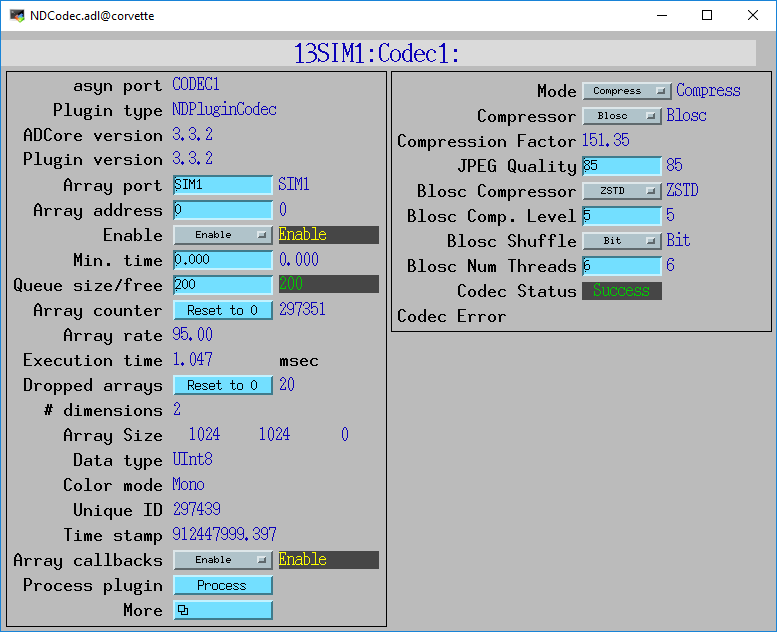 NDCodec.adl@corvette
13SIM1:Codec1:
asyn port CODEC1
Plugin type NDPluginCodec
ADCore version 3.3.2
Plugin version 3.3.2
Array port SIM1 SIM1
Array address 0 0
Enable Enable Enable
Min. time 0.000 0.000
Queue size/free 200 200
Array counter Reset to 0 297351
Array rate 95.00
Execution time 1.047 msec
Dropped arrays Reset to 0 20
# dimensions 2
Array Size 1024 1024 0
Data type UInt8
Color mode Mono
Unique ID 297439
Time stamp 912447999.397
Array callbacks Enable Enable
Process plugin Process
More
Mode Compress Compress
Compressor Blosc Blosc
Compression Factor 151.35
JPEG Quality 85 85
Blosc Compressor ZSTD ZSTD
Blosc Comp. Level 5 5
Blosc Shuffle Bit Bit
Blosc Num Threads 6 6
Codec Status Success
Codec Error